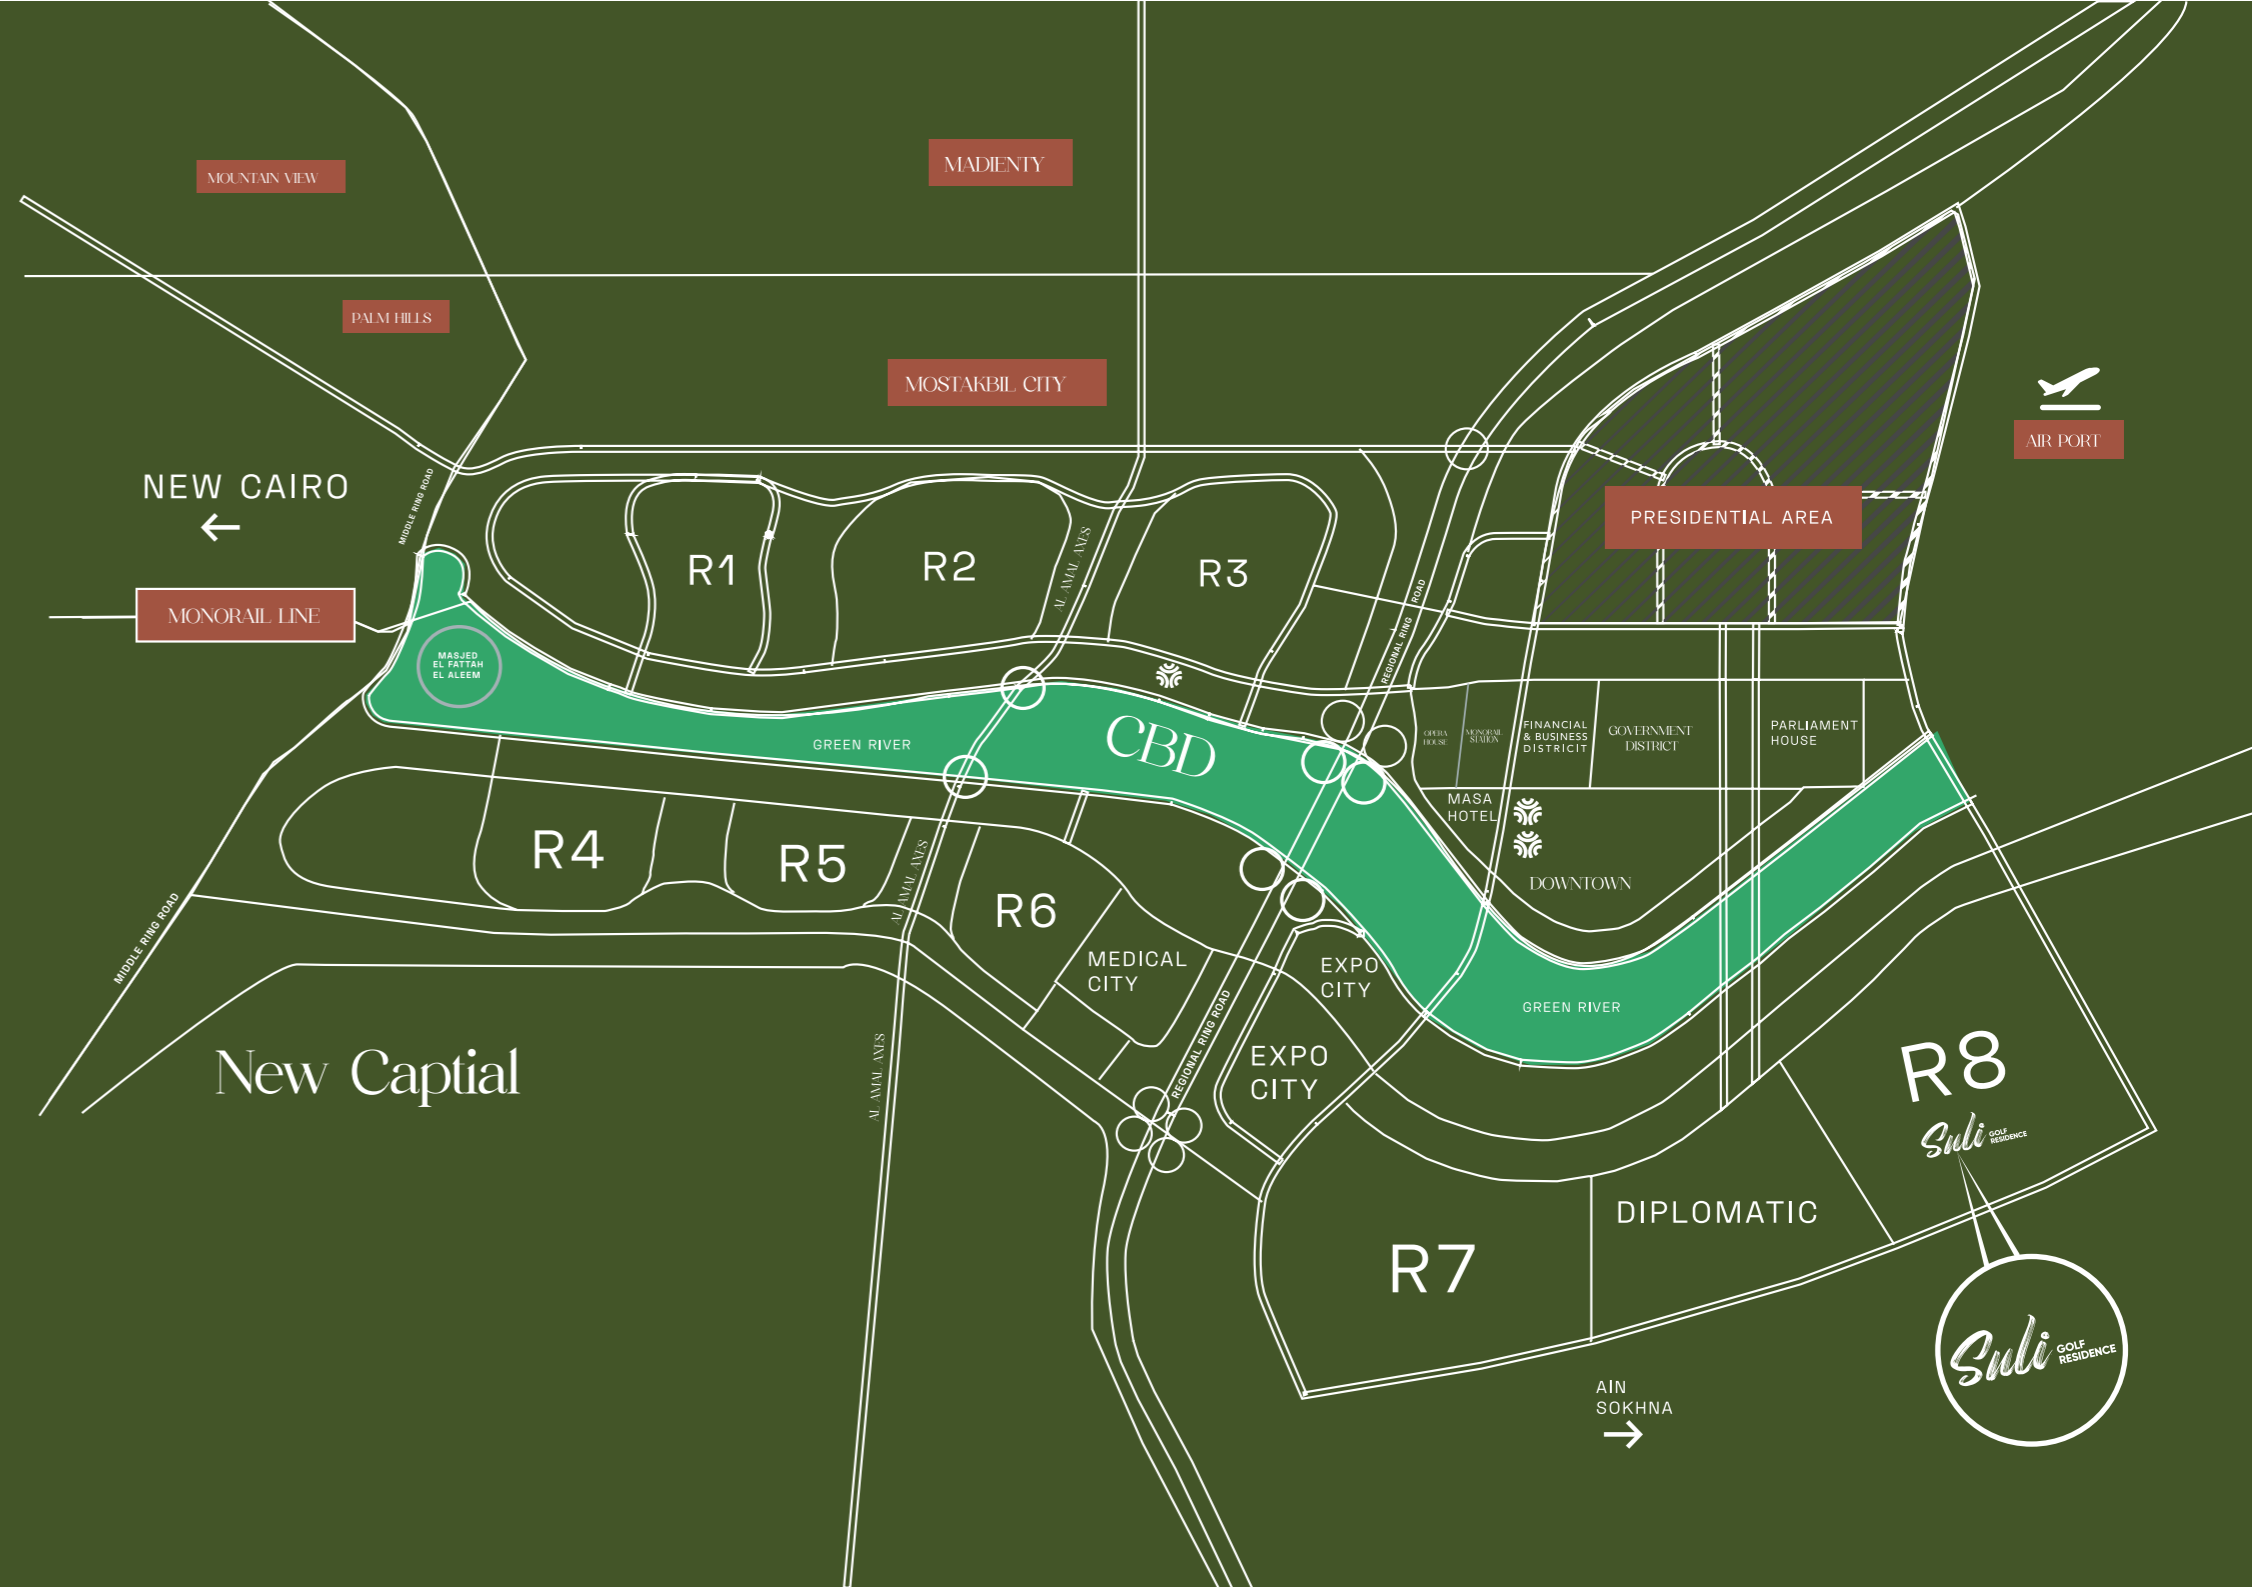 MOUNTAIN VIEW
MADIENTY
PALM HILLS
MOSTAKBIL CITY
AIR PORT
NEW CAIRO
MIDDLE RING ROAD
PRESIDENTIAL AREA
R1
R2
R3
AL AMAL AXES
REGIONAL RING ROAD
MONORAIL LINE
MASJED
EL FATTAH
EL ALEEM
GREEN RIVER
CBD
OPERA
HOUSE
MONORAIL
STATION
FINANCIAL
& BUSINESS
DISTRICIT
GOVERNMENT
DISTRICT
PARLIAMENT
HOUSE
MASA
HOTEL
DOWNTOWN
R4
R5
R6
AL AMAL AXES
MIDDLE RING ROAD
MEDICAL
CITY
EXPO
CITY
GREEN RIVER
REGIONAL RING ROAD
EXPO
CITY
New Captial
AL AMAL AXES
R8
Suli GOLF
RESIDENCE
DIPLOMATIC
R7
Suli GOLF
RESIDENCE
AIN
SOKHNA